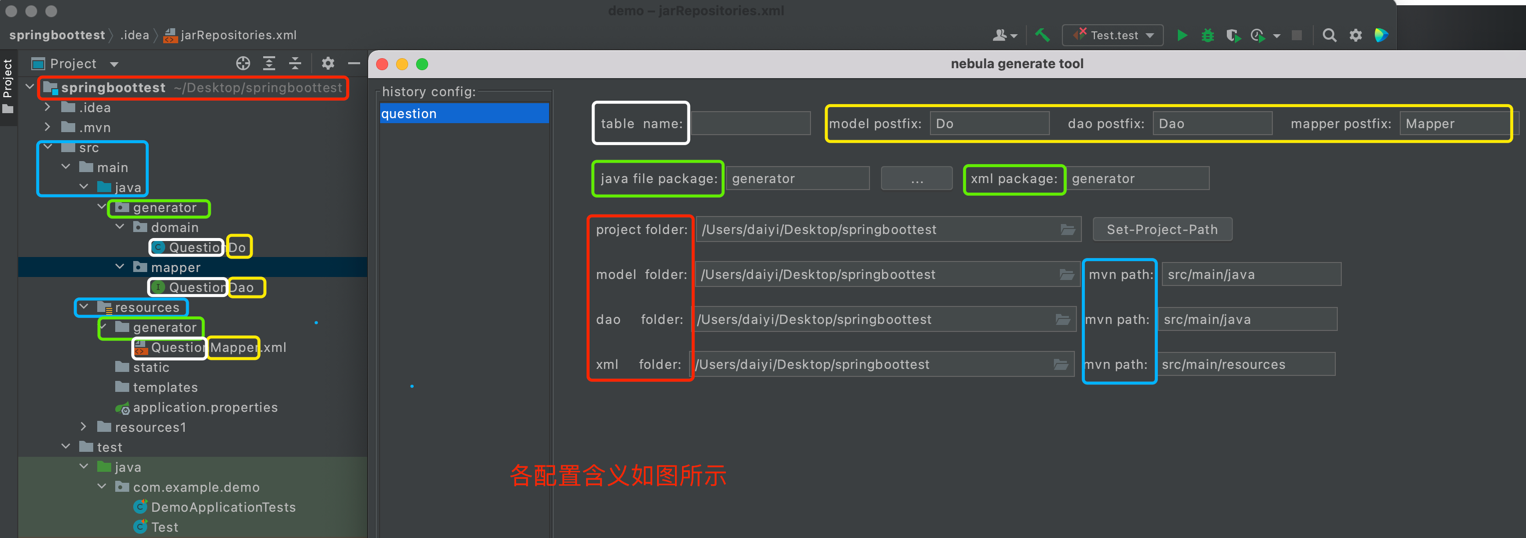 demo – jarRepositories.xml
springboottest 〉 .idea 〉 jarRepositories.xml
Test.test
Project
Project
springboottest ~/Desktop/springboottest
.idea
.mvn
src
main
java
generator
domain
QuestionDo
mapper
QuestionDao
resources
generator
QuestionMapper.xml
static
templates
application.properties
resources1
test
java
com.example.demo
DemoApplicationTests
Test
nebula generate tool
history config:
question
table name:
model postfix: Do dao postfix: Dao mapper postfix: Mapper
java file package: generator ... xml package: generator
project folder: /Users/daiyi/Desktop/springboottest Set-Project-Path
model folder: /Users/daiyi/Desktop/springboottest mvn path: src/main/java
dao folder: /Users/daiyi/Desktop/springboottest mvn path: src/main/java
xml folder: /Users/daiyi/Desktop/springboottest mvn path: src/main/resources
各配置含义如图所示